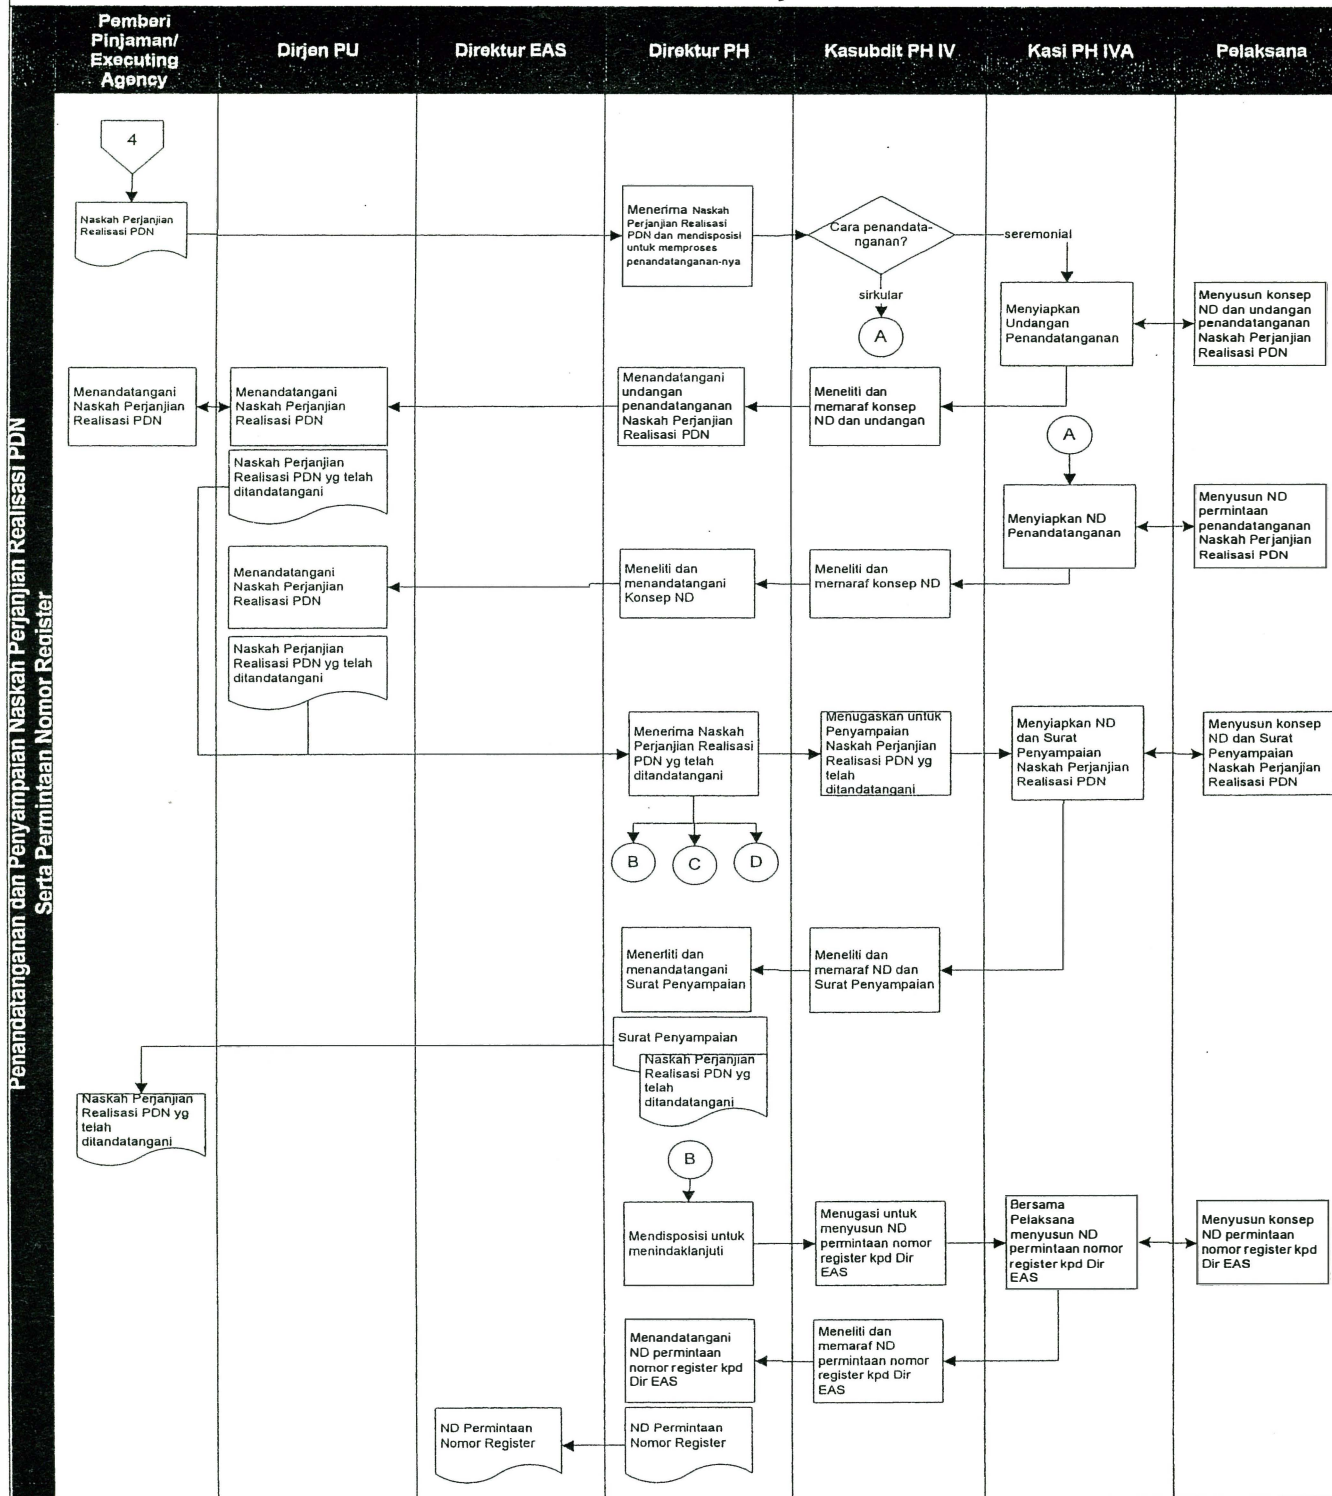 Pemberi
Pinjaman/
Executing
Agency
Dirjen PU
Direktur EAS
Direktur PH
Kasubdit PH IV
Kasi PH IVA
Pelaksana
Penandatanganan dan Penyampaian Naskah Perjanjian Realisasi PDN
Serta Permintaan Nomor Register
4
Naskah Perjanjian
Realisasi PDN
Menerima Naskah
Perjanjian Realisasi
PDN dan mendisposisi
untuk memproses
penandatanganan-nya
Cara penandata-
nganan?
seremonial
sirkular
A
Menyiapkan
Undangan
Penandatanganan
Menyusun konsep
ND dan undangan
penandatanganan
Naskah Perjanjian
Realisasi PDN
Menandatangani
Naskah Perjanjian
Realisasi PDN
Menandatangani
Naskah Perjanjian
Realisasi PDN
Menandatangani
undangan
penandatanganan
Naskah Perjanjian
Realisasi PDN
Meneliti dan
memaraf konsep
ND dan undangan
A
Naskah Perjanjian
Realisasi PDN yg telah
ditandatangani
Menyiapkan ND
Penandatanganan
Menyusun ND
permintaan
penandatanganan
Naskah Perjanjian
Realisasi PDN
Menandatangani
Naskah Perjanjian
Realisasi PDN
Meneliti dan
menandatangani
Konsep ND
Meneliti dan
memaraf konsep ND
Naskah Perjanjian
Realisasi PDN yg telah
ditandatangani
Menerima Naskah
Perjanjian Realisasi
PDN yg telah
ditandatangani
Menugaskan untuk
Penyampaian
Naskah Perjanjian
Realisasi PDN yg
telah
ditandatangani
Menyiapkan ND
dan Surat
Penyampaian
Naskah Perjanjian
Realisasi PDN
Menyusun konsep
ND dan Surat
Penyampaian
Naskah Perjanjian
Realisasi PDN
B
C
D
Menerliti dan
menandatangani
Surat Penyampaian
Meneliti dan
memaraf ND dan
Surat Penyampaian
Surat Penyampaian
Naskah Perjanjian
Realisasi PDN yg
telah
ditandatangani
Naskah Perjanjian
Realisasi PDN yg
telah
ditandatangani
B
Mendisposisi untuk
menindaklanjuti
Menugasi untuk
menyusun ND
permintaan nomor
register kpd Dir
EAS
Bersama
Pelaksana
menyusun ND
permintaan nomor
register kpd Dir
EAS
Menyusun konsep
ND permintaan
nomor register kpd
Dir EAS
Menandatangani
ND permintaan
nomor register kpd
Dir EAS
Meneliti dan
memaraf ND
permintaan nomor
register kpd Dir
EAS
ND Permintaan
Nomor Register
ND Permintaan
Nomor Register